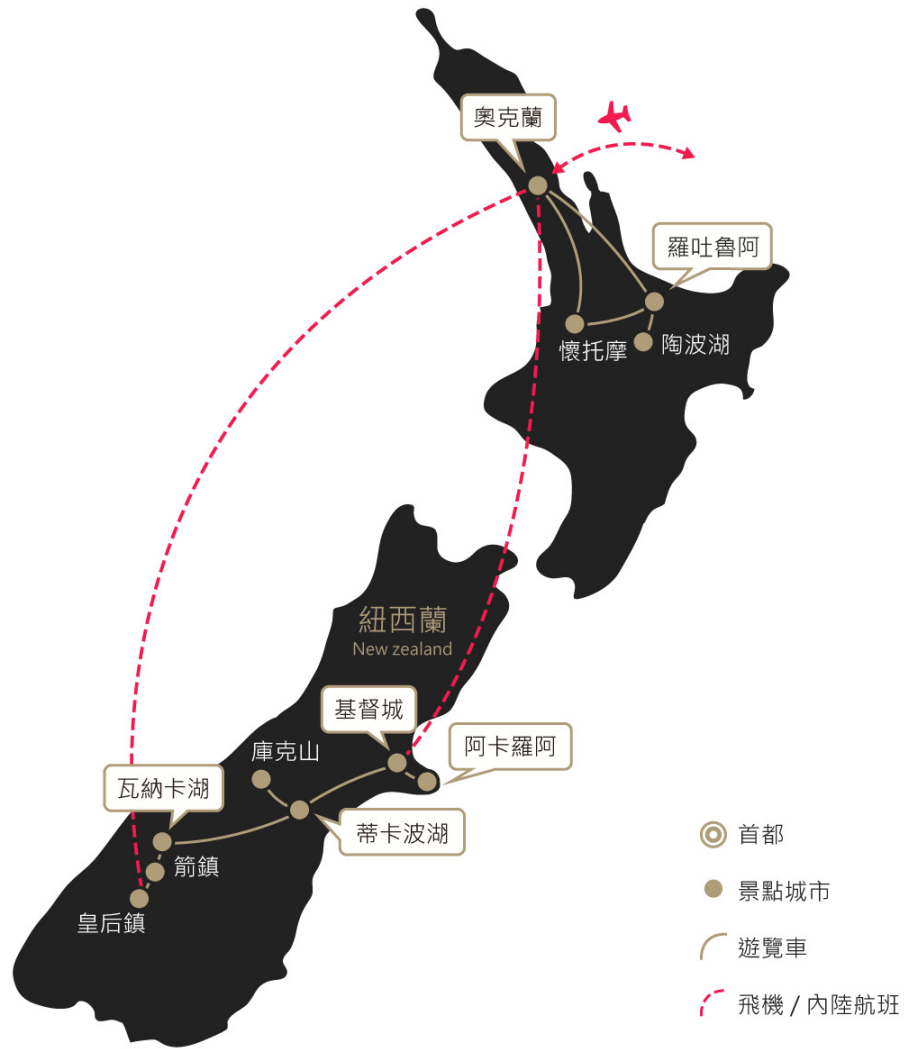 奧克蘭
羅吐魯阿
懷托摩
陶波湖
紐西蘭
New zealand
基督城
阿卡羅阿
庫克山
瓦納卡湖
蒂卡波湖
箭鎮
皇后鎮
首都
景點城市
遊覽車
飛機 / 內陸航班